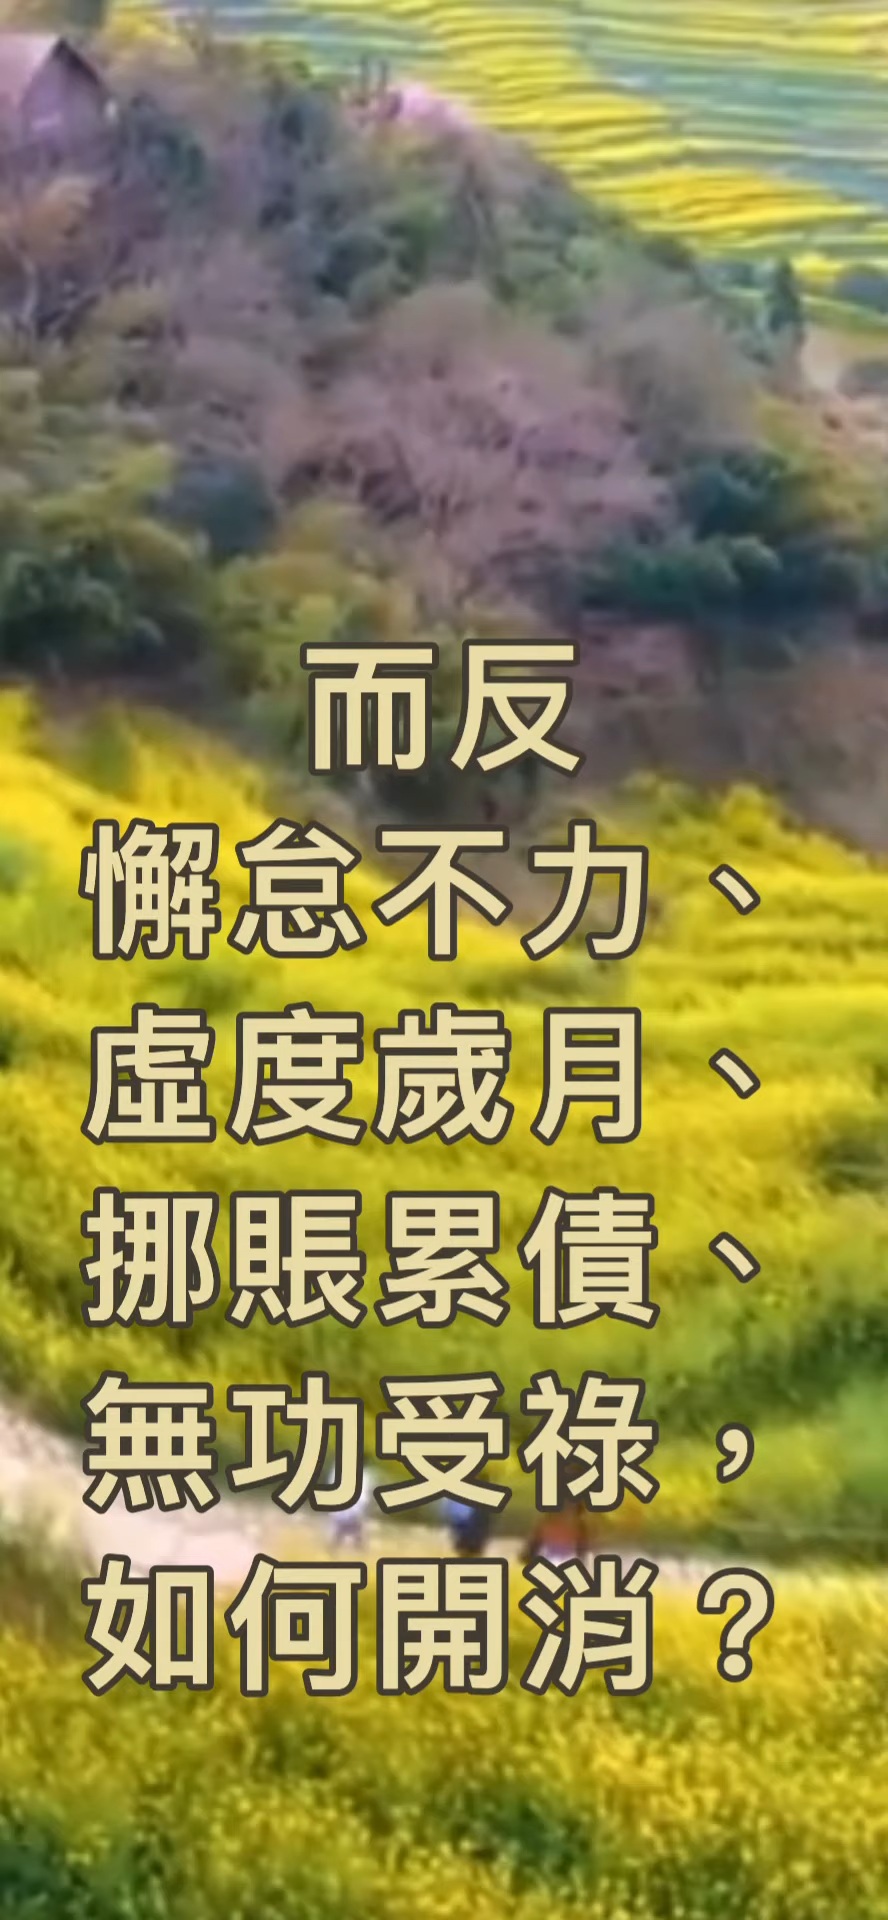 而反
懈怠不力、
虛度歲月、
挪賬累債、
無功受祿，
如何開消？